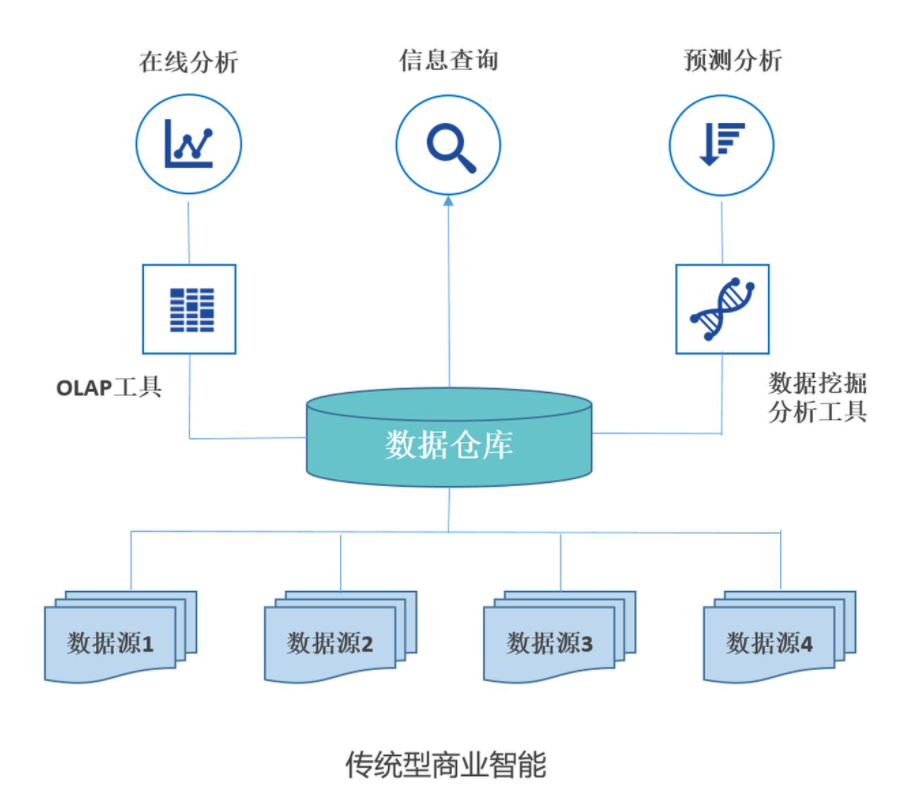 在线分析
信息查询
预测分析
OLAP工具
数据挖掘
分析工具
数据仓库
数据源1
数据源2
数据源3
数据源4
传统型商业智能